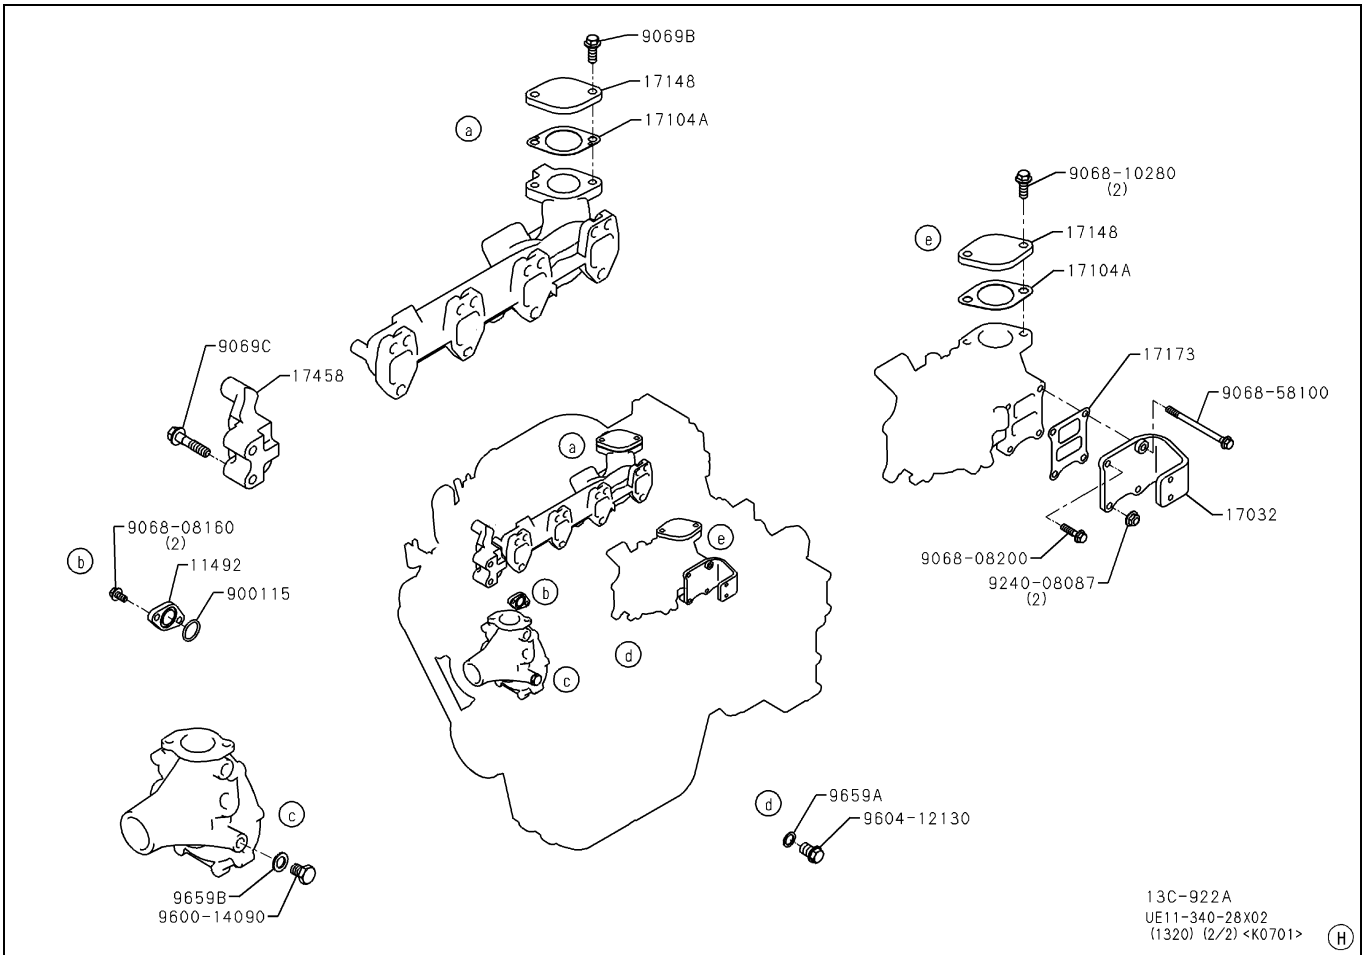 9069B
17148
a
17104A
9068-10280
(2)
e
17148
17104A
9069C
17458
17173
9068-58100
a
17032
9068-08160
(2)
b
11492
900115
e
b
9068-08200
9240-08087
(2)
d
c
9659A
d
9604-12130
c
9659B
9600-14090
13C-922A
UE11-340-28X02
(1320) (2/2) <K0701>
H